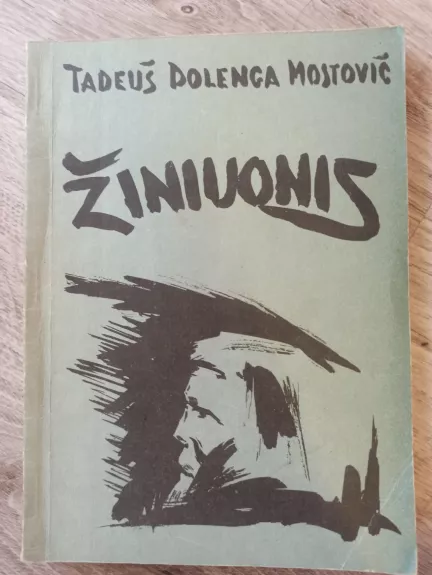 TADEUŠ DOLENGA MOSTOVIČ
ŽINIUONIS